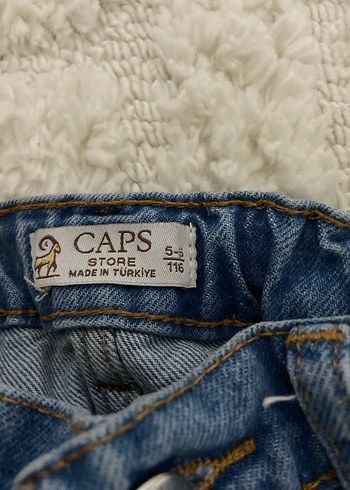 CAPS
STORE
MADE IN TÜRKİYE
5-6
116